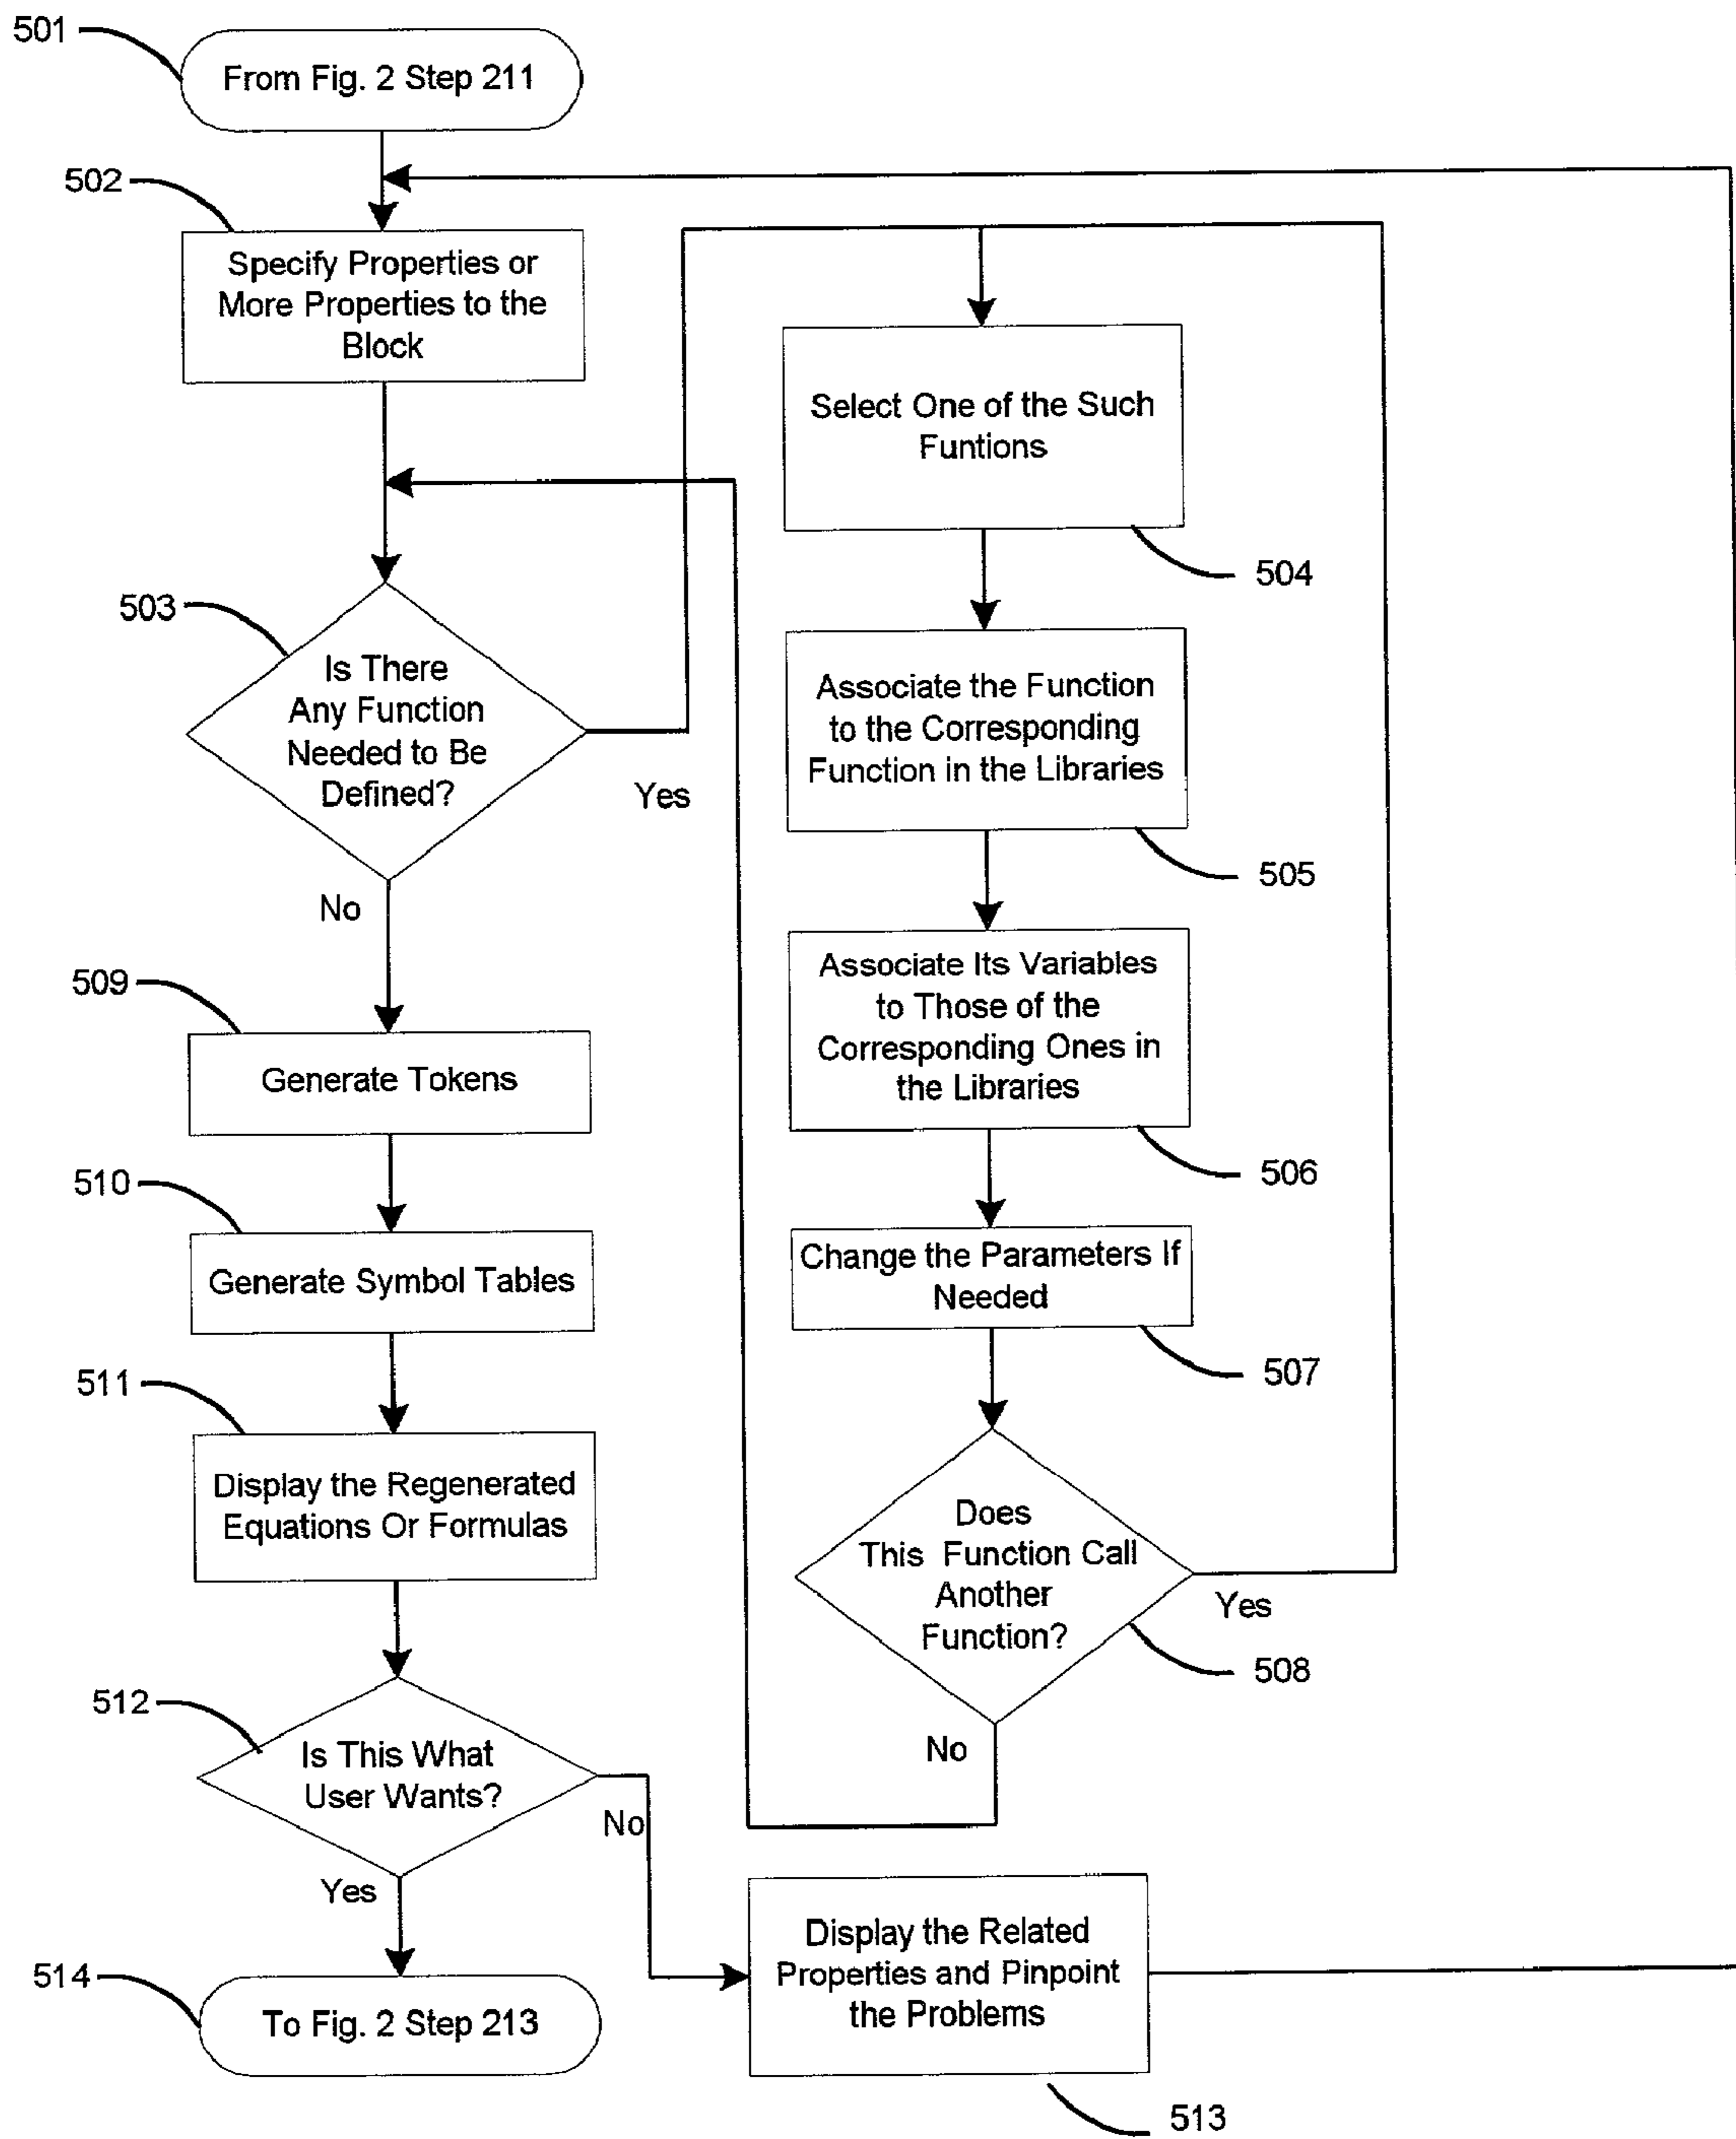 501
From Fig. 2 Step 211
502
Specify Properties or
More Properties to the
Block
503
Is There
Any Function
Needed to Be
Defined?
Yes
No
Select One of the Such
Funtions
504
Associate the Function
to the Corresponding
Function in the Libraries
505
Associate Its Variables
to Those of the
Corresponding Ones in
the Libraries
506
Change the Parameters If
Needed
507
Does
This Function Call
Another
Function?
Yes
508
No
509
Generate Tokens
510
Generate Symbol Tables
511
Display the Regenerated
Equations Or Formulas
512
Is This What
User Wants?
No
Yes
Display the Related
Properties and Pinpoint
the Problems
513
514
To Fig. 2 Step 213